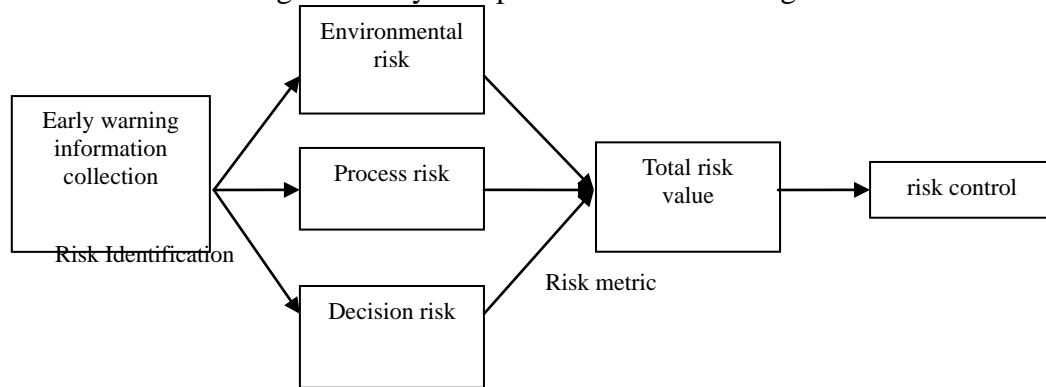 Environmental
risk
Early warning
information
collection
Risk Identification
Process risk
Decision risk
Risk metric
Total risk
value
risk control